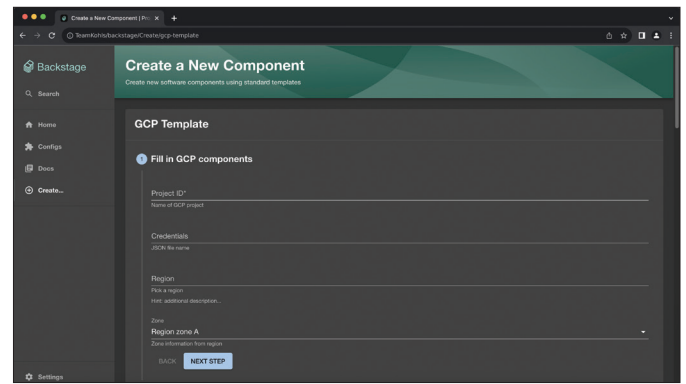 Create a New Component | Pro
TeamKohls/backstage/Create/gcp-template
Backstage
Search
Home
Configs
Docs
Create...
Settings
Create a New Component
Create new software components using standard templates
GCP Template
1 Fill in GCP components
Project ID*
Name of GCP project
Credentials
JSON file name
Region
Pick a region
Hint: additional description...
Zone
Region zone A
Zone information from region
BACK NEXT STEP